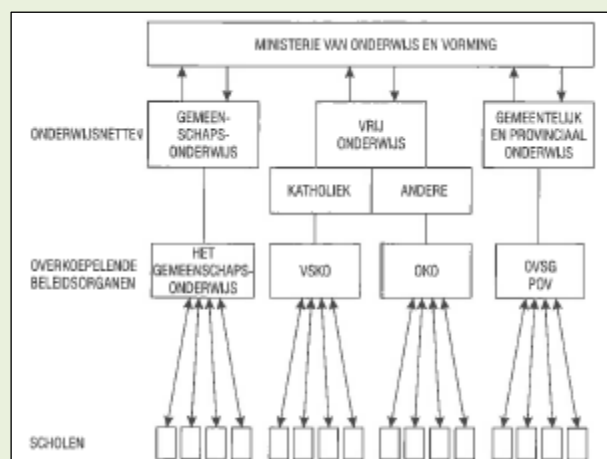 MINISTERIE VAN ONDERWIJS EN VORMING
ONDERWIJSNETTEN
GEMEEN-
SCHAPS-
ONDERWIJS
VRIJ
ONDERWIJS
GEMEENTELIJK
EN PROVINCIAAL
ONDERWIJS
KATHOLIEK
ANDERE
OVERKOEPELENDE
BELEIDSORGANEN
HET
GEMEENSCHAPS-
ONDERWIJS
VSKO
OKO
OVSG
POV
SCHOLEN